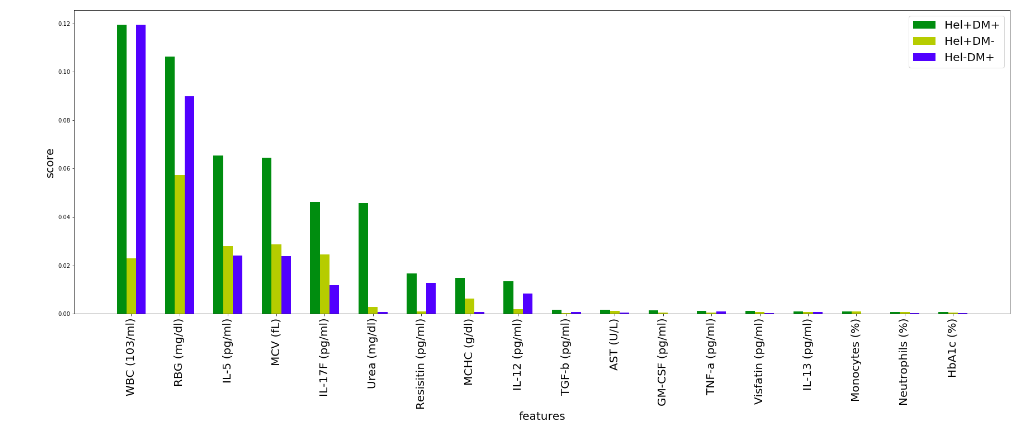 Hel+DM+
Hel+DM-
Hel-DM+
score
0.12
0.10
0.08
0.06
0.04
0.02
0.00
WBC (103/ml)
RBG (mg/dl)
IL-5 (pg/ml)
MCV (fL)
IL-17F (pg/ml)
Urea (mg/dl)
Resisitin (pg/ml)
MCHC (g/dl)
IL-12 (pg/ml)
TGF-b (pg/ml)
AST (U/L)
GM-CSF (pg/ml)
TNF-a (pg/ml)
Visfatin (pg/ml)
IL-13 (pg/ml)
Monocytes (%)
Neutrophils (%)
HbA1c (%)
features